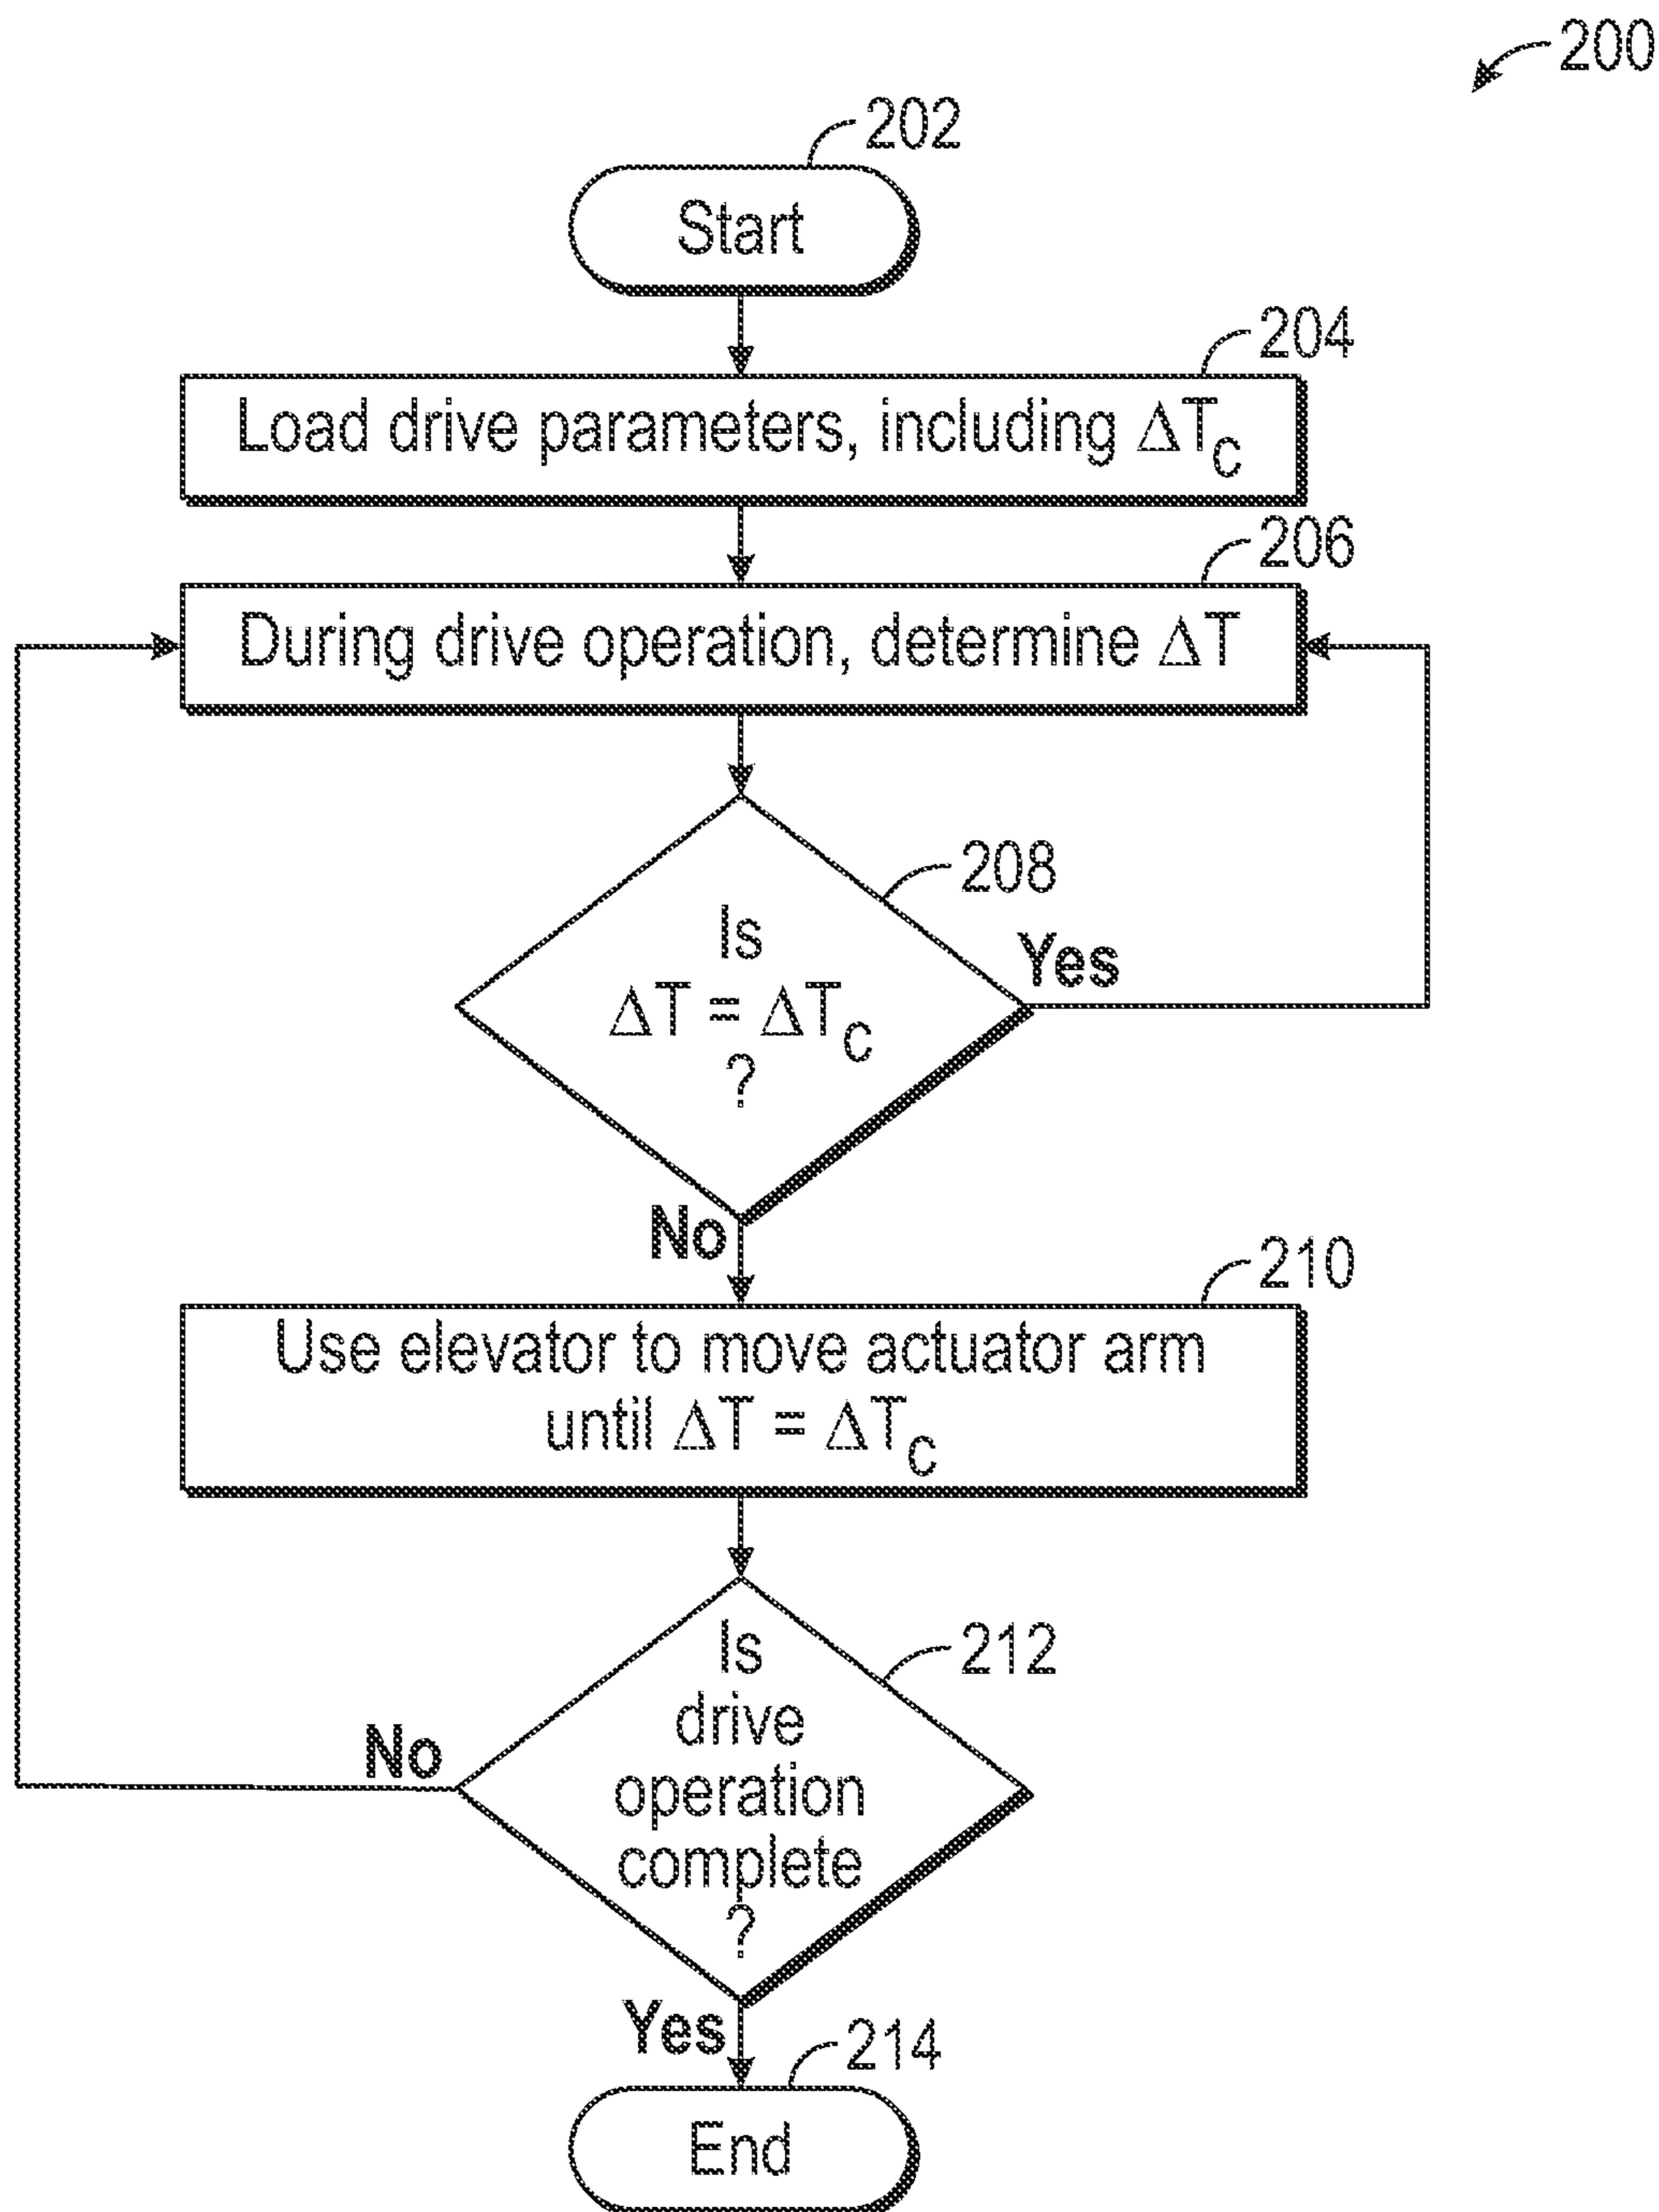 200
202
Start
204
Load drive parameters, including ΔTC
206
During drive operation, determine ΔT
208
Is
ΔT = ΔTC
?
Yes
No
210
Use elevator to move actuator arm
until ΔT = ΔTC
212
Is
drive
operation
complete
?
No
Yes
214
End